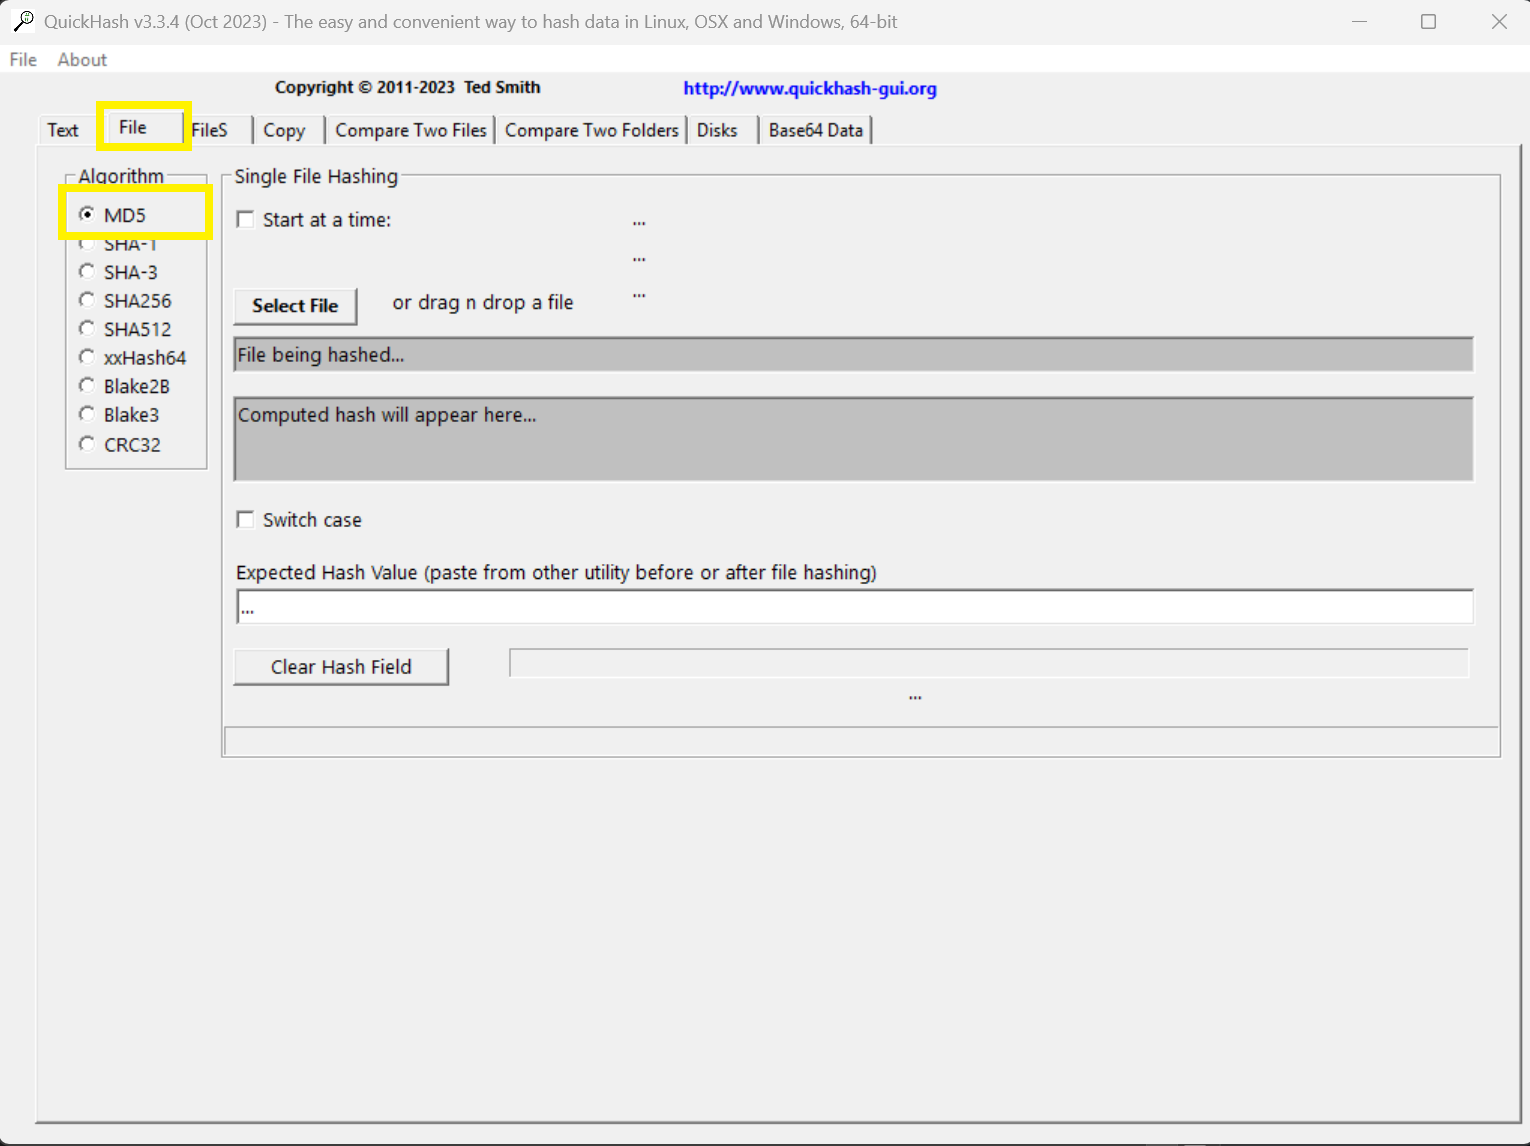 QuickHash v3.3.4 (Oct 2023) - The easy and convenient way to hash data in Linux, OSX and Windows, 64-bit
File About
Copyright © 2011-2023 Ted Smith http://www.quickhash-gui.org
Text File FileS Copy Compare Two Files Compare Two Folders Disks Base64 Data
Algorithm
MD5
SHA-1
SHA-3
SHA256
SHA512
xxHash64
Blake2B
Blake3
CRC32
Single File Hashing
Start at a time: ...
...
Select File or drag n drop a file ...
File being hashed...
Computed hash will appear here...
Switch case
Expected Hash Value (paste from other utility before or after file hashing)
...
Clear Hash Field
...